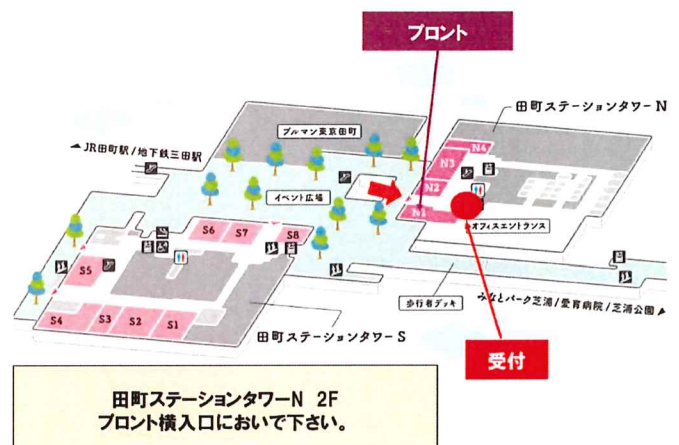 プロント
田町ステーションタワーN
プルマン東京田町
JR田町駅/地下鉄三田駅
N4
N3
N2
N1
イベント広場
オフィスエントランス
S6
S7
S8
S5
歩行者デッキ
みなとパーク芝浦/愛育病院/芝浦公園
S4
S3
S2
S1
田町ステーションタワーS
受付
田町ステーションタワーN 2F
プロント横入口においで下さい。